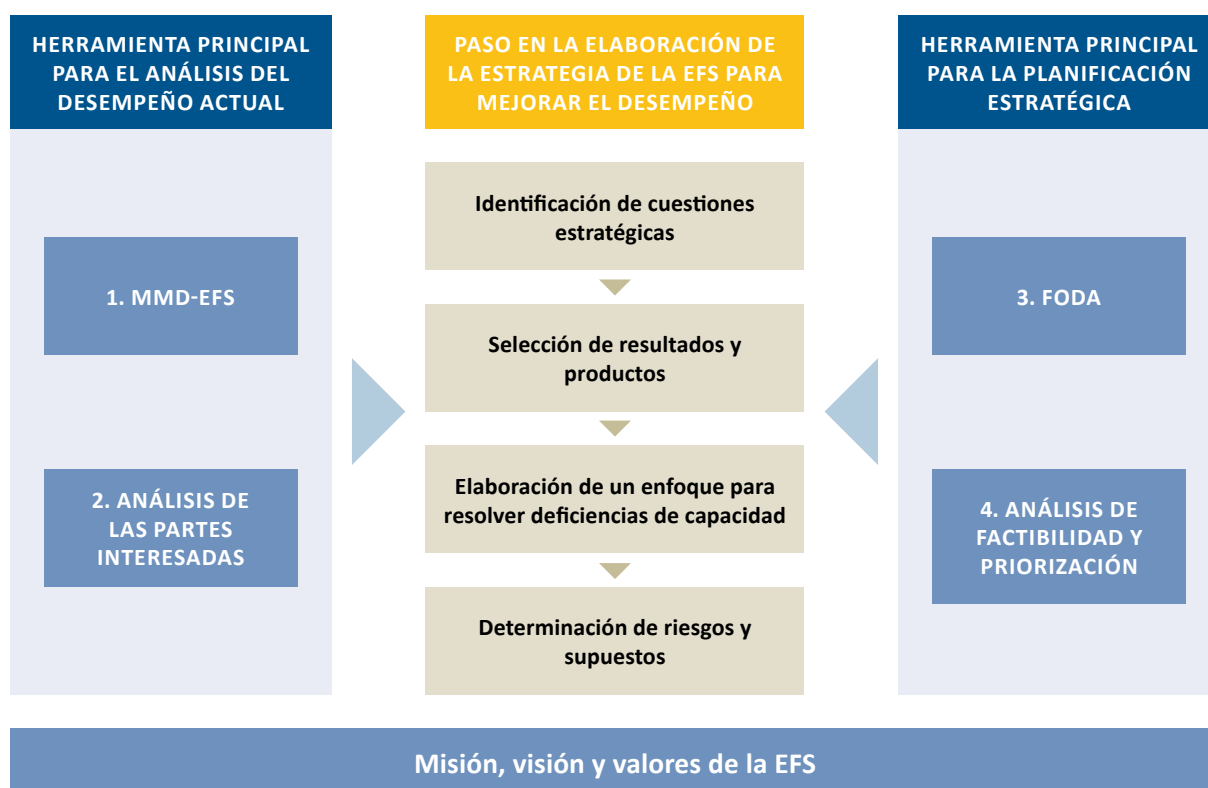 HERRAMIENTA PRINCIPAL
PARA EL ANÁLISIS DEL
DESEMPEÑO ACTUAL
1. MMD-EFS
2. ANÁLISIS DE
LAS PARTES
INTERESADAS
PASO EN LA ELABORACIÓN DE
LA ESTRATEGIA DE LA EFS PARA
MEJORAR EL DESEMPEÑO
Identificación de cuestiones
estratégicas
Selección de resultados y
productos
Elaboración de un enfoque para
resolver deficiencias de capacidad
Determinación de riesgos y
supuestos
HERRAMIENTA PRINCIPAL
PARA LA PLANIFICACIÓN
ESTRATÉGICA
3. FODA
4. ANÁLISIS DE
FACTIBILIDAD Y
PRIORIZACIÓN
Misión, visión y valores de la EFS